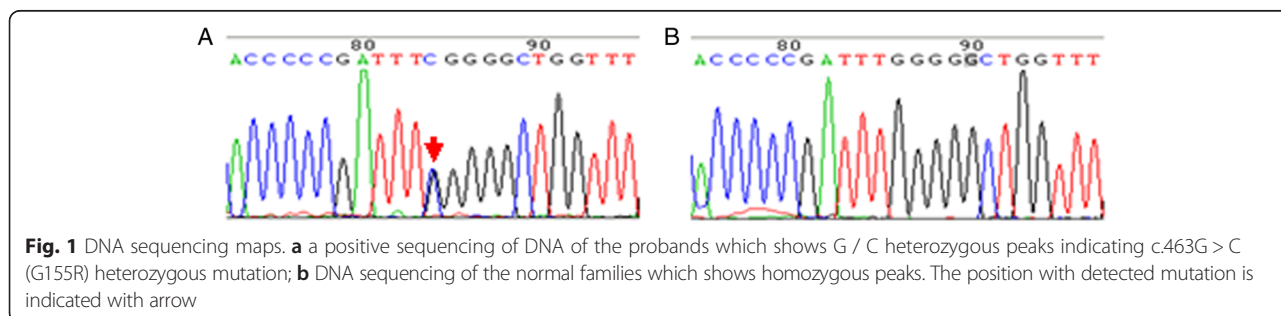 A B
80 90 80 90
A C C C C C G A T T T C G G G G C T G G T T T A C C C C C G A T T T G G G G G C T G G T T T
Fig. 1 DNA sequencing maps. a a positive sequencing of DNA of the probands which shows G / C heterozygous peaks indicating c.463G > C
(G155R) heterozygous mutation; b DNA sequencing of the normal families which shows homozygous peaks. The position with detected mutation is
indicated with arrow